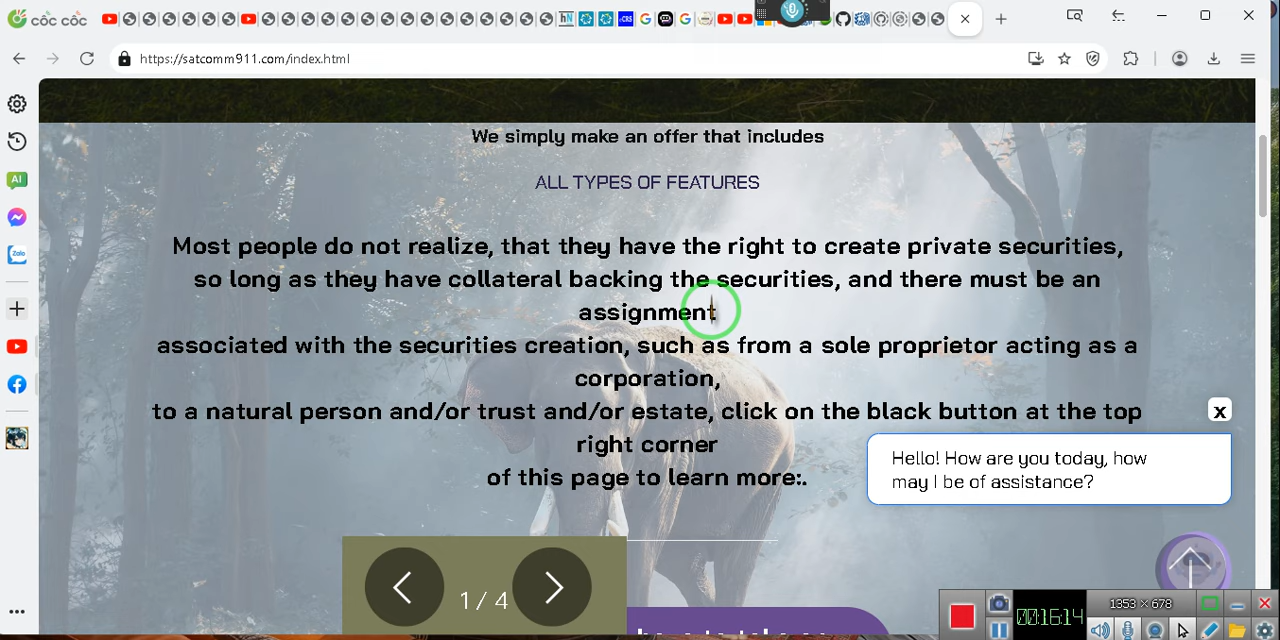 cốc cốc
https://satcomm911.com/index.html
We simply make an offer that includes
ALL TYPES OF FEATURES
Most people do not realize, that they have the right to create private securities,
so long as they have collateral backing the securities, and there must be an
assignment
associated with the securities creation, such as from a sole proprietor acting as a
corporation,
to a natural person and/or trust and/or estate, click on the black button at the top
right corner
of this page to learn more:.
x
Hello! How are you today, how
may I be of assistance?
1 / 4
1353 × 678
00:16:14
AI
Zalo